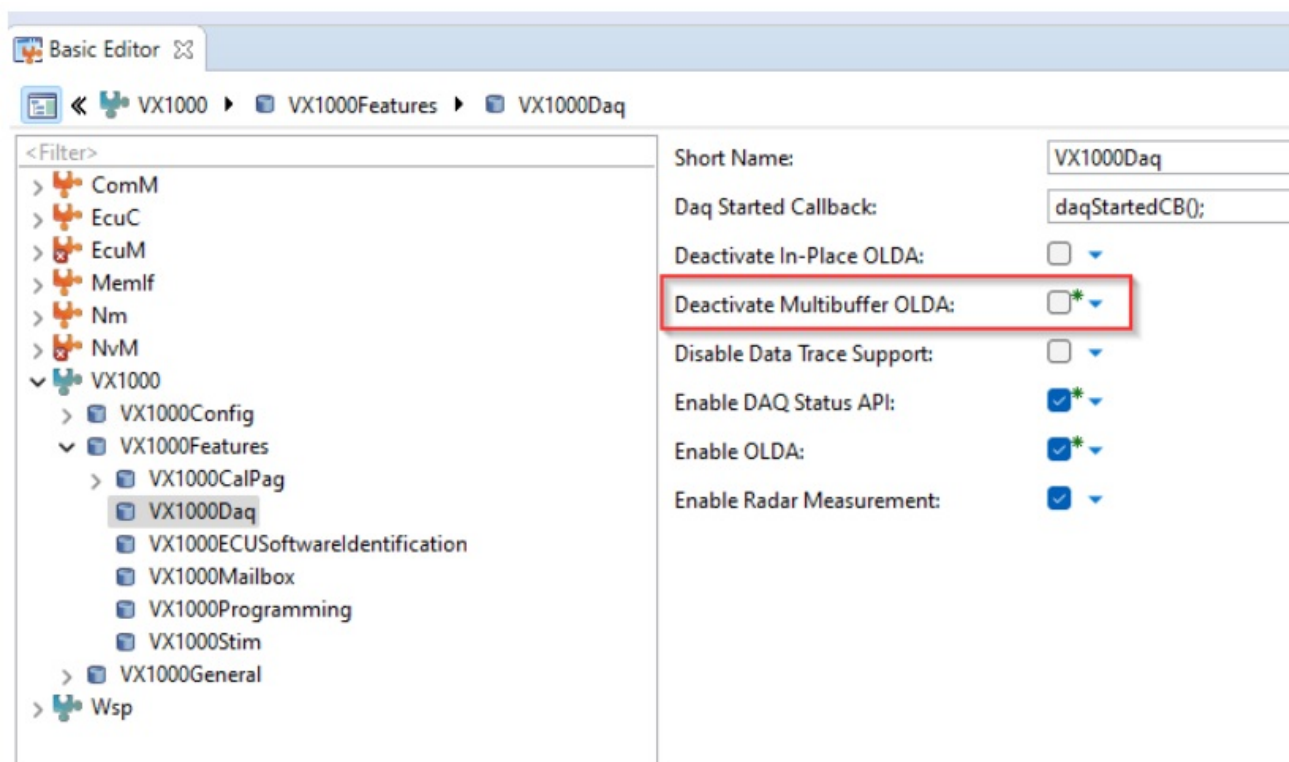 Basic Editor
VX1000 VX1000Features VX1000Daq
<Filter>
ComM
EcuC
EcuM
MemIf
Nm
NvM
VX1000
VX1000Config
VX1000Features
VX1000CalPag
VX1000Daq
VX1000ECUSoftwareIdentification
VX1000Mailbox
VX1000Programming
VX1000Stim
VX1000General
Wsp
Short Name: VX1000Daq
Daq Started Callback: daqStartedCB();
Deactivate In-Place OLDA:
Deactivate Multibuffer OLDA:
Disable Data Trace Support:
Enable DAQ Status API:
Enable OLDA:
Enable Radar Measurement: